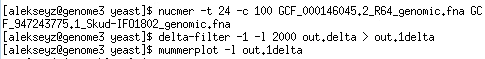 [alekseyz@genome3 yeast]$ nucmer -t 24 -c 100 GCF_000146045.2_R64_genomic.fna GC
F_947243775.1_Skud-IFO1802_genomic.fna
[alekseyz@genome3 yeast]$ delta-filter -1 -l 2000 out.delta > out.1delta
[alekseyz@genome3 yeast]$ mummerplot -l out.1delta